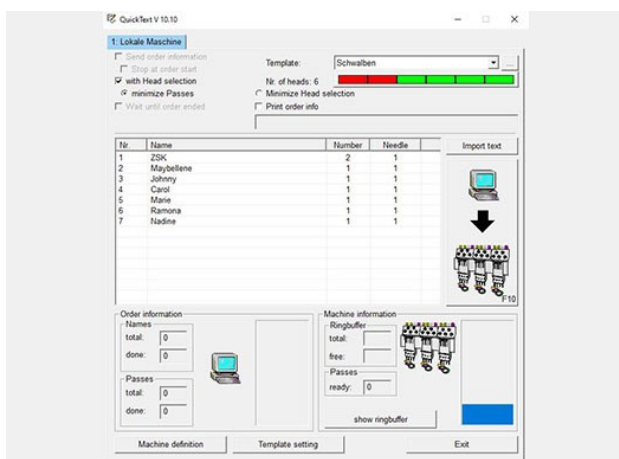 QuickText V 10.10
1: Lokale Maschine
Send order information
Stop at order start
with Head selection
minimize Passes
Wait until order ended
Template: Schwalben ...
Nr. of heads: 6
Minimize Head selection
Print order info
Nr. Name Number Needle
1 ZSK 2 1
2 Maybellene 1 1
3 Johnny 1 1
4 Carol 1 1
5 Marie 1 1
6 Ramona 1 1
7 Nadine 1 1
Import text
F10
Order information
Names
total: 0
done: 0
Passes
total: 0
done: 0
Machine information
Ringbuffer
total:
free:
Passes
ready: 0
show ringbuffer
Machine definition Template setting Exit